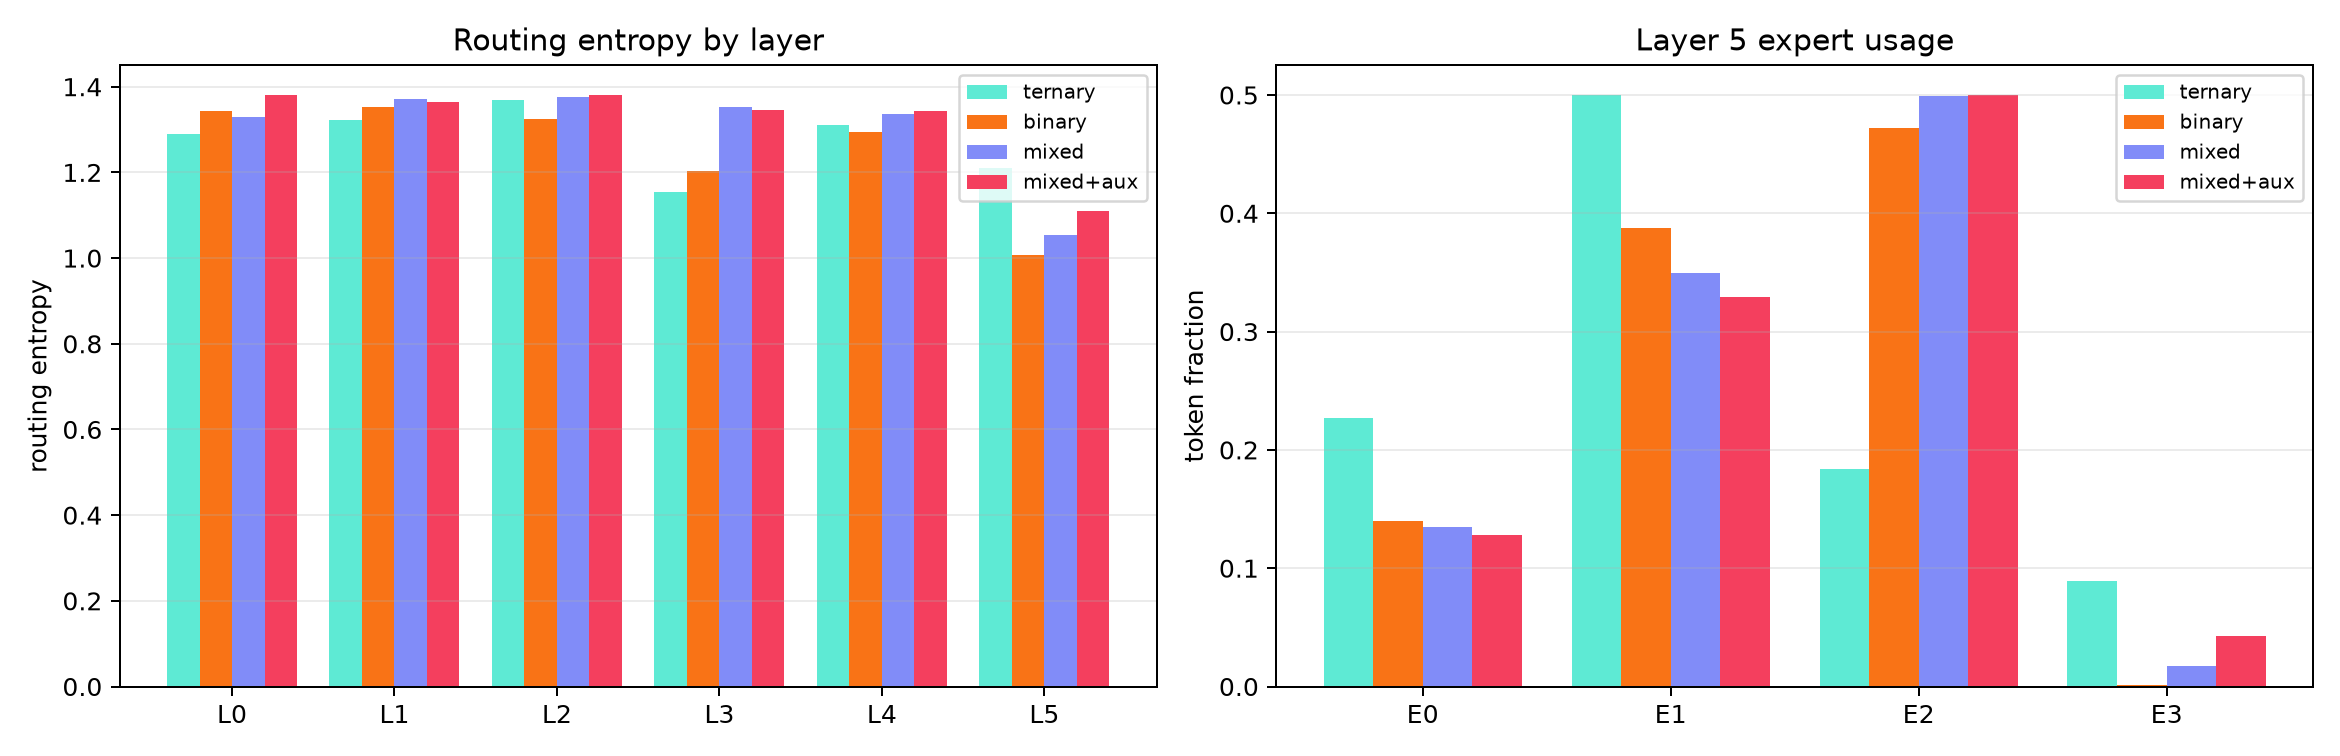 Routing entropy by layer
routing entropy
1.4
1.2
1.0
0.8
0.6
0.4
0.2
0.0
L0 L1 L2 L3 L4 L5
ternary
binary
mixed
mixed+aux
Layer 5 expert usage
token fraction
0.5
0.4
0.3
0.2
0.1
0.0
E0 E1 E2 E3
ternary
binary
mixed
mixed+aux